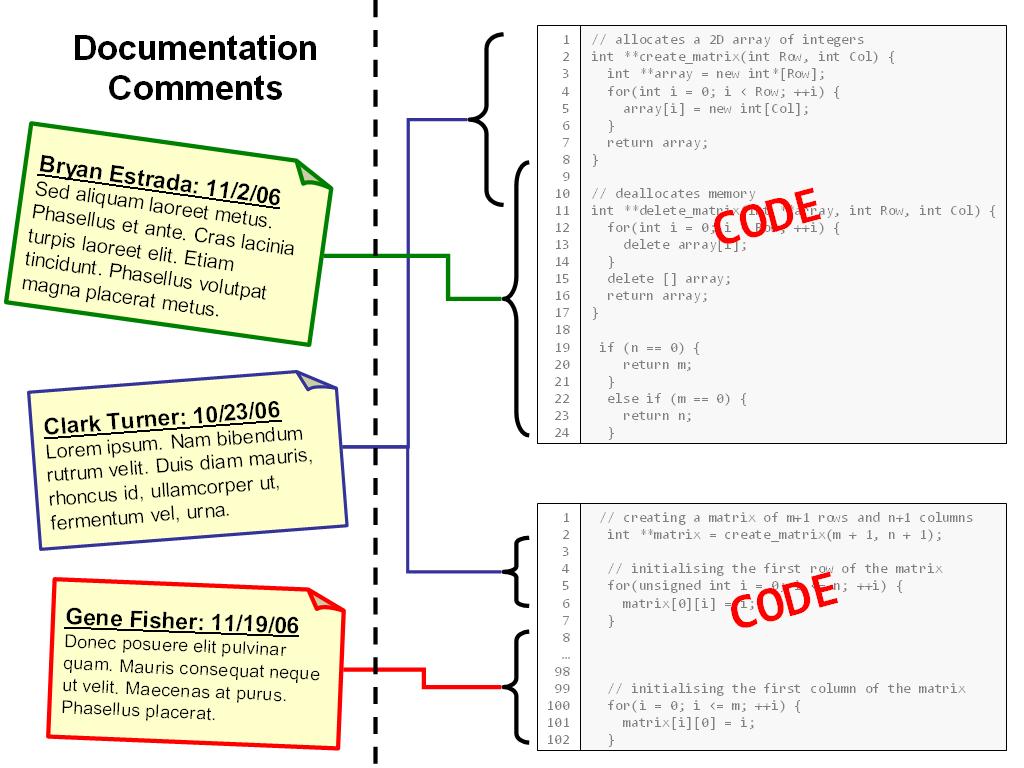 Documentation
Comments
Bryan Estrada: 11/2/06
Sed aliquam laoreet metus.
Phasellus et ante. Cras lacinia
turpis laoreet elit. Etiam
tincidunt. Phasellus volutpat
magna placerat metus.
Clark Turner: 10/23/06
Lorem ipsum. Nam bibendum
rutrum velit. Duis diam mauris,
rhoncus id, ullamcorper ut,
fermentum vel, urna.
Gene Fisher: 11/19/06
Donec posuere elit pulvinar
quam. Mauris consequat neque
ut velit. Maecenas at purus.
Phasellus placerat.
1 // allocates a 2D array of integers
2 int **create_matrix(int Row, int Col) {
3 int **array = new int*[Row];
4 for(int i = 0; i < Row; ++i) {
5 array[i] = new int[Col];
6 }
7 return array;
8 }
9
10 // deallocates memory
11 int **delete_matrix(int **array, int Row, int Col) {
12 for(int i = 0; i < Row; ++i) {
13 delete array[i];
14 }
15 delete [] array;
16 return array;
17 }
18
19 if (n == 0) {
20 return m;
21 }
22 else if (m == 0) {
23 return n;
24 }
CODE
1 // creating a matrix of m+1 rows and n+1 columns
2 int **matrix = create_matrix(m + 1, n + 1);
3
4 // initialising the first row of the matrix
5 for(unsigned int i = 0; i <= n; ++i) {
6 matrix[0][i] = i;
7 }
8
...
98
99 // initialising the first column of the matrix
100 for(i = 0; i <= m; ++i) {
101 matrix[i][0] = i;
102 }
CODE